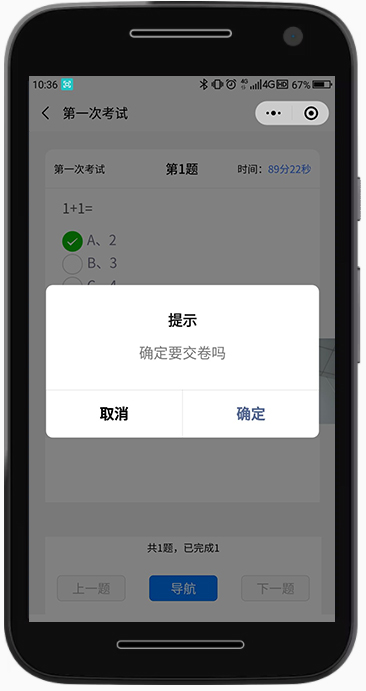 10:36 4G 4G HD 67%
第一次考试
第一次考试 第1题 时间：89分22秒
1+1=
A、2
B、3
C、4
提示
确定要交卷吗
取消 确定
共1题，已完成1
上一题 导航 下一题